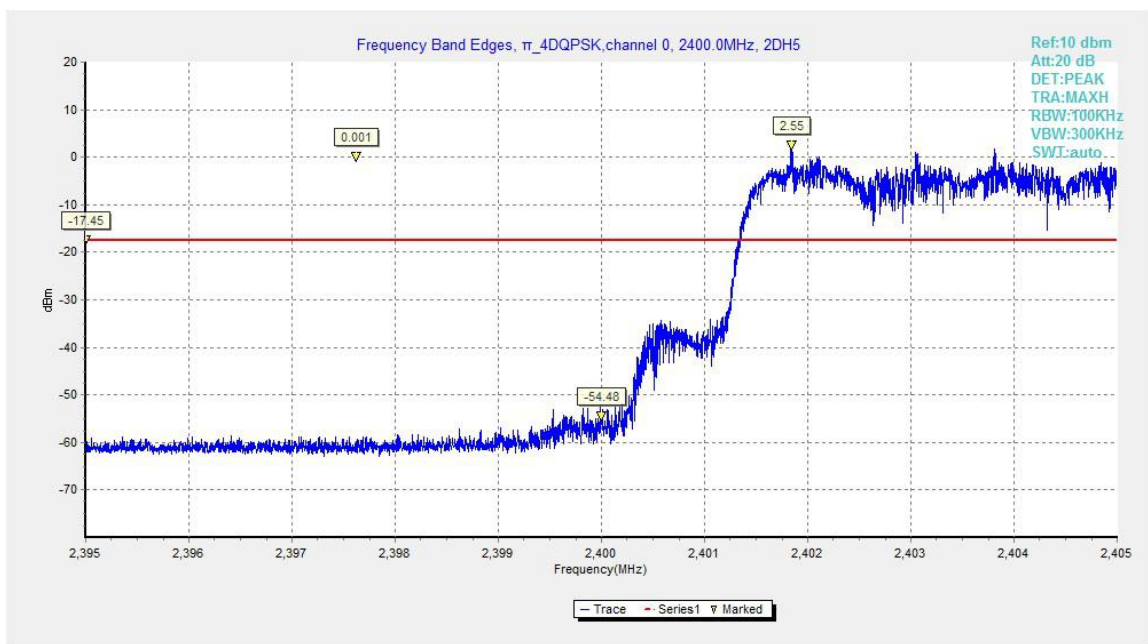 Frequency Band Edges, π_4DQPSK,channel 0, 2400.0MHz, 2DH5
Ref:10 dbm
Att:20 dB
DET:PEAK
TRA:MAXH
RBW:100KHz
VBW:300KHz
SWT:auto
20
10
0
-10
-20
-30
-40
-50
-60
-70
dBm
0.001
2.55
-17.45
-54.48
2,395 2,396 2,397 2,398 2,399 2,400 2,401 2,402 2,403 2,404 2,405
Frequency(MHz)
Trace Series1 Marked